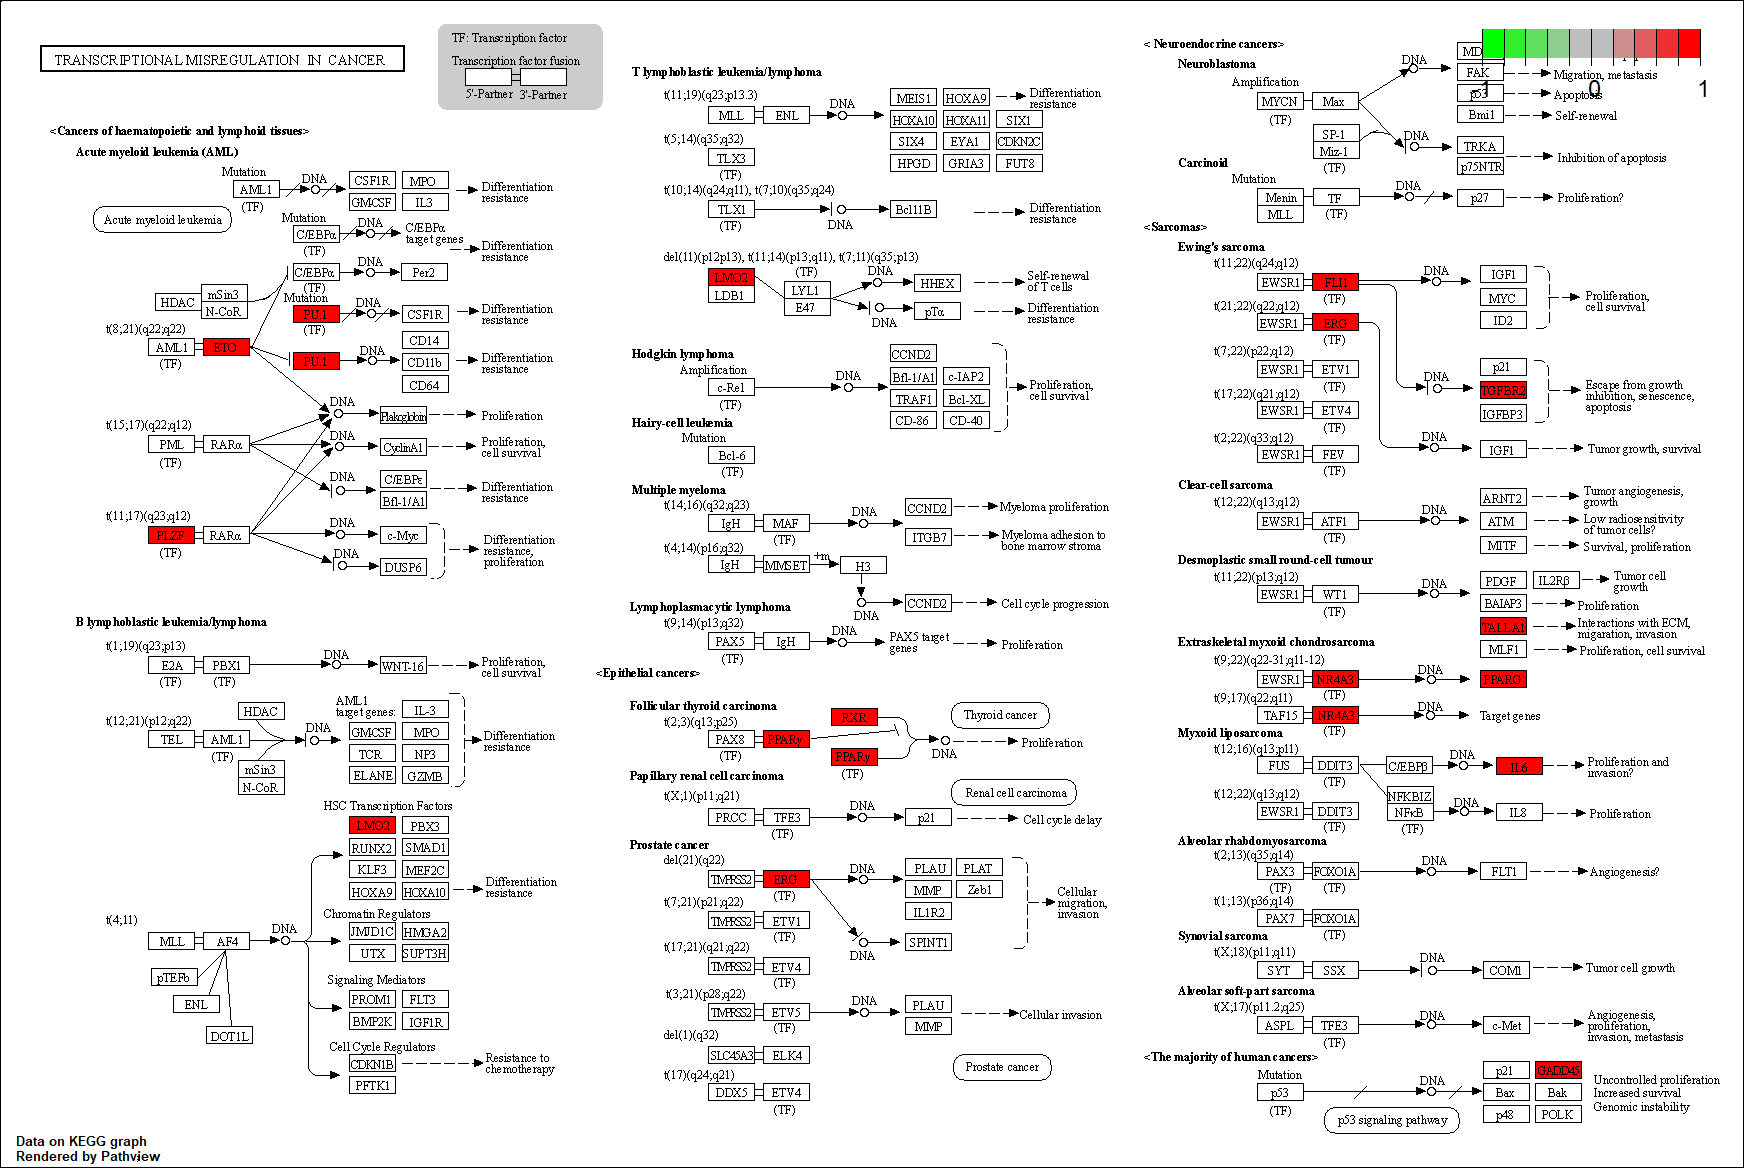 TRANSCRIPTIONAL MISREGULATION IN CANCER
TF: Transcription factor
Transcription factor fusion
5'-Partner 3'-Partner
<Cancers of haematopoietic and lymphoid tissues>
Acute myeloid leukemia (AML)
Mutation
AML1
(TF)
DNA
CSF1R
MPO
GMCSF
IL3
Differentiation
resistance
Acute myeloid leukemia
Mutation
C/EBPα
(TF)
DNA
C/EBPα
target genes
Differentiation
resistance
C/EBPα
(TF)
DNA
Per2
HDAC
mSin3
N-CoR
Mutation
PU.1
(TF)
DNA
CSF1R
Differentiation
resistance
t(8;21)(q22;q22)
AML1
ETO
(TF)
PU.1
DNA
CD14
CD11b
CD64
Differentiation
resistance
DNA
Plakoglobin
Proliferation
t(15;17)(q22;q12)
PML
RARα
(TF)
DNA
CyclinA1
Proliferation,
cell survival
DNA
C/EBPε
Bfl-1/A1
Differentiation
resistance
t(11;17)(q23;q12)
PLZF
RARα
(TF)
DNA
c-Myc
DNA
DUSP6
Differentiation
resistance,
proliferation
B lymphoblastic leukemia/lymphoma
t(1;19)(q23;p13)
E2A
PBX1
(TF)
(TF)
DNA
WNT-16
Proliferation,
cell survival
t(12;21)(p12;q22)
TEL
AML1
(TF)
HDAC
mSin3
N-CoR
DNA
AML1
target genes:
IL-3
GMCSF
MPO
TCR
NP3
ELANE
GZMB
Differentiation
resistance
HSC Transcription Factors
LMO2
PBX3
RUNX2
SMAD1
KLF3
MEF2C
HOXA9
HOXA10
Differentiation
resistance
t(4;11)
MLL
AF4
DNA
pTEFb
ENL
DOT1L
Chromatin Regulators
JMJD1C
HMGA2
UTX
SUPT3H
Signaling Mediators
PROM1
FLT3
BMP2K
IGF1R
Cell Cycle Regulators
CDKN1B
PFTK1
Resistance to
chemotherapy
T lymphoblastic leukemia/lymphoma
t(11;19)(q23;p13.3)
MLL
ENL
DNA
MEIS1
HOXA9
HOXA10
HOXA11
SIX1
SIX4
EYA1
CDKN2C
HPGD
GRIA3
FUT8
Differentiation
resistance
t(5;14)(q35;q32)
TLX3
(TF)
t(10;14)(q24;q11), t(7;10)(q35;q24)
TLX1
(TF)
DNA
Bcl11B
Differentiation
resistance
del(11)(p12p13), t(11;14)(p13;q11), t(7;11)(q35;p13)
LMO2
LDB1
(TF)
LYL1
E47
DNA
HHEX
Self-renewal
of T cells
DNA
pTα
Differentiation
resistance
Hodgkin lymphoma
Amplification
c-Rel
(TF)
DNA
CCND2
Bfl-1/A1
c-IAP2
TRAF1
Bcl-XL
CD-86
CD-40
Proliferation,
cell survival
Hairy-cell leukemia
Mutation
Bcl-6
(TF)
Multiple myeloma
t(14;16)(q32;q23)
IgH
MAF
(TF)
DNA
CCND2
ITGB7
Myeloma proliferation
Myeloma adhesion to
bone marrow stroma
t(4;14)(p16;q32)
IgH
MMSET
+m
H3
DNA
CCND2
Cell cycle progression
Lymphoplasmacytic lymphoma
t(9;14)(p13;q32)
PAX5
IgH
(TF)
DNA
PAX5 target
genes
Proliferation
<Epithelial cancers>
Follicular thyroid carcinoma
t(2;3)(q13;p25)
PAX8
PPARγ
(TF)
RXR
PPARγ
(TF)
DNA
Thyroid cancer
Proliferation
Papillary renal cell carcinoma
t(X;1)(p11;q21)
PRCC
TFE3
(TF)
DNA
p21
Renal cell carcinoma
Cell cycle delay
Prostate cancer
del(21)(q22)
TMPRSS2
ERG
(TF)
DNA
PLAU
PLAT
MMP
Zeb1
IL1R2
DNA
SPINT1
Cellular
migration,
invasion
t(7;21)(p21;q22)
TMPRSS2
ETV1
(TF)
t(17;21)(q21;q22)
TMPRSS2
ETV4
(TF)
t(3;21)(p28;q22)
TMPRSS2
ETV5
(TF)
DNA
PLAU
MMP
Cellular invasion
del(1)(q32)
SLC45A3
ELK4
t(17)(q24;q21)
DDX5
ETV4
(TF)
Prostate cancer
< Neuroendocrine cancers>
Neuroblastoma
Amplification
MYCN
Max
(TF)
DNA
FAK
p53
Bmi1
Migration, metastasis
Apoptosis
Self-renewal
-1
0
1
SP-1
Miz-1
(TF)
DNA
TRKA
p75NTR
Inhibition of apoptosis
Carcinoid
Mutation
Menin
MLL
TF
(TF)
DNA
p27
Proliferation?
<Sarcomas>
Ewing's sarcoma
t(11;22)(q24;q12)
EWSR1
FLI1
(TF)
DNA
IGF1
MYC
ID2
Proliferation,
cell survival
t(21;22)(q22;q12)
EWSR1
ERG
(TF)
t(7;22)(p22;q12)
EWSR1
ETV1
(TF)
DNA
p21
TGFBR2
IGFBP3
Escape from growth
inhibition, senescence,
apoptosis
t(17;22)(q21;q12)
EWSR1
ETV4
(TF)
t(2;22)(q33;q12)
EWSR1
FEV
(TF)
DNA
IGF1
Tumor growth, survival
Clear-cell sarcoma
t(12;22)(q13;q12)
EWSR1
ATF1
(TF)
DNA
ARNT2
ATM
MITF
Tumor angiogenesis,
growth
Low radiosensitivity
of tumor cells?
Survival, proliferation
Desmoplastic small round-cell tumour
t(11;22)(p13;q12)
EWSR1
WT1
(TF)
DNA
PDGF
IL2Rβ
BAIAP3
TALLA1
MLF1
Tumor cell
growth
Proliferation
Interactions with ECM,
migaration, invasion
Proliferation, cell survival
Extraskeletal myxoid chondrosarcoma
t(9;22)(q22-31;q11-12)
EWSR1
NR4A3
(TF)
DNA
PPARG
t(9;17)(q22;q11)
TAF15
NR4A3
(TF)
DNA
Target genes
Myxoid liposarcoma
t(12;16)(q13;p11)
FUS
DDIT3
(TF)
C/EBPβ
DNA
IL6
Proliferation and
invasion?
t(12;22)(q13;q12)
EWSR1
DDIT3
(TF)
NFKBIZ
NFκB
(TF)
DNA
IL8
Proliferation
Alveolar rhabdomyosarcoma
t(2;13)(q35;q14)
PAX3
FOXO1A
(TF)
(TF)
DNA
FLT1
Angiogenesis?
t(1;13)(p36;q14)
PAX7
FOXO1A
(TF)
Synovial sarcoma
t(X;18)(p11;q11)
SYT
SSX
DNA
COM1
Tumor cell growth
Alveolar soft-part sarcoma
t(X;17)(p11.2;q25)
ASPL
TFE3
(TF)
DNA
c-Met
Angiogenesis,
proliferation,
invasion, metastasis
<The majority of human cancers>
Mutation
p53
(TF)
DNA
p21
GADD45
Bax
Bak
p48
POLK
Uncontrolled proliferation
Increased survival
Genomic instability
p53 signaling pathway
Data on KEGG graph
Rendered by Pathview